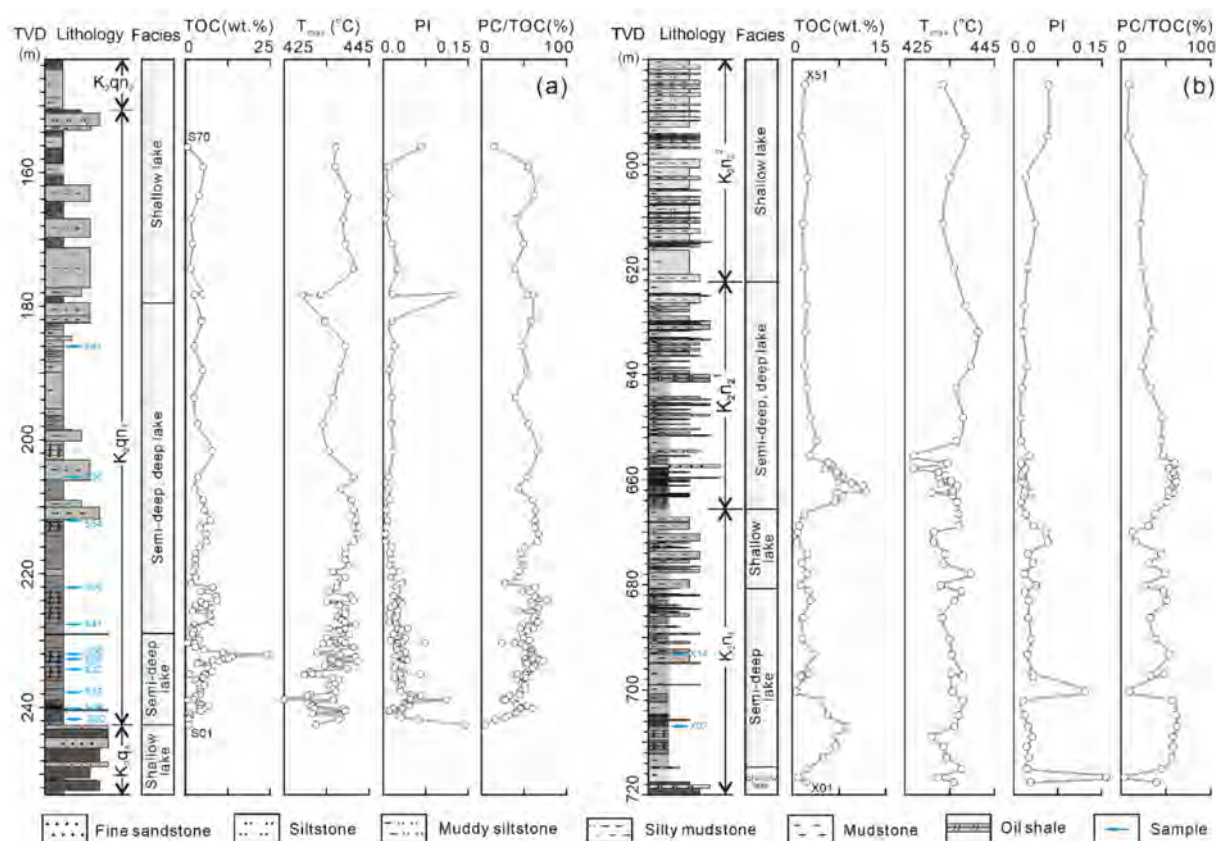 TVD Lithology Facies TOC(wt.%) Tmax (°C) PI PC/TOC(%)
(m) 0 25 425 445 0.0 0.15 0 100
(a)
K₂qn₁
S70
160
180
200
220
240
Shallow lake
Semi-deep, deep lake
Semi-deep lake
Shallow lake
S01
TVD Lithology Facies TOC(wt.%) Tmax (°C) PI PC/TOC(%)
(m) 0 15 425 445 0.0 0.15 0 100
(b)
X51
600
620
640
660
680
700
720
K₂n₂²
K₂n₂¹
K₂n₁
Shallow lake
Semi-deep, deep lake
Shallow lake
Semi-deep lake
X14
X07
X01
Fine sandstone Siltstone Muddy siltstone Silty mudstone Mudstone Oil shale Sample